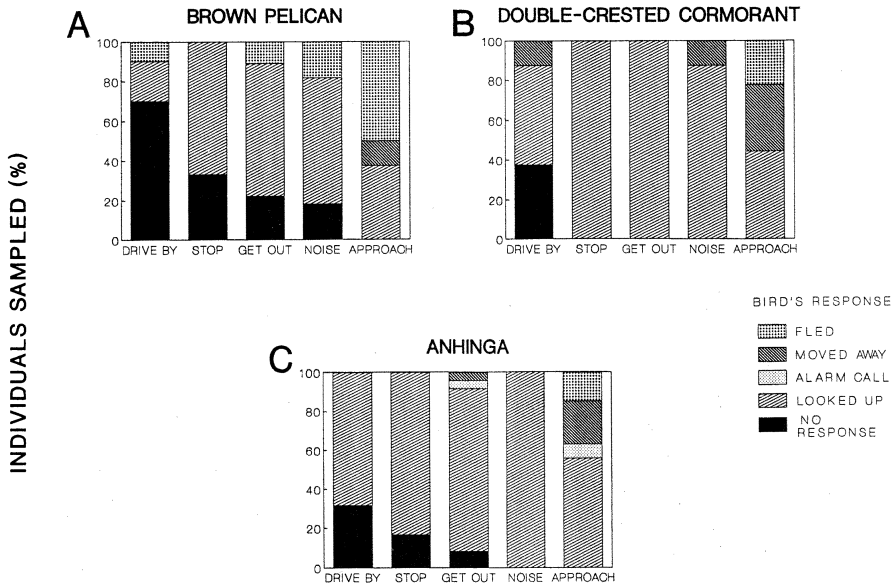 A
BROWN PELICAN
100
80
60
40
20
0
DRIVE BY STOP GET OUT NOISE APPROACH
B
DOUBLE-CRESTED CORMORANT
100
80
60
40
20
0
DRIVE BY STOP GET OUT NOISE APPROACH
INDIVIDUALS SAMPLED (%)
C
ANHINGA
100
80
60
40
20
0
DRIVE BY STOP GET OUT NOISE APPROACH
BIRD'S RESPONSE
FLED
MOVED AWAY
ALARM CALL
LOOKED UP
NO
RESPONSE